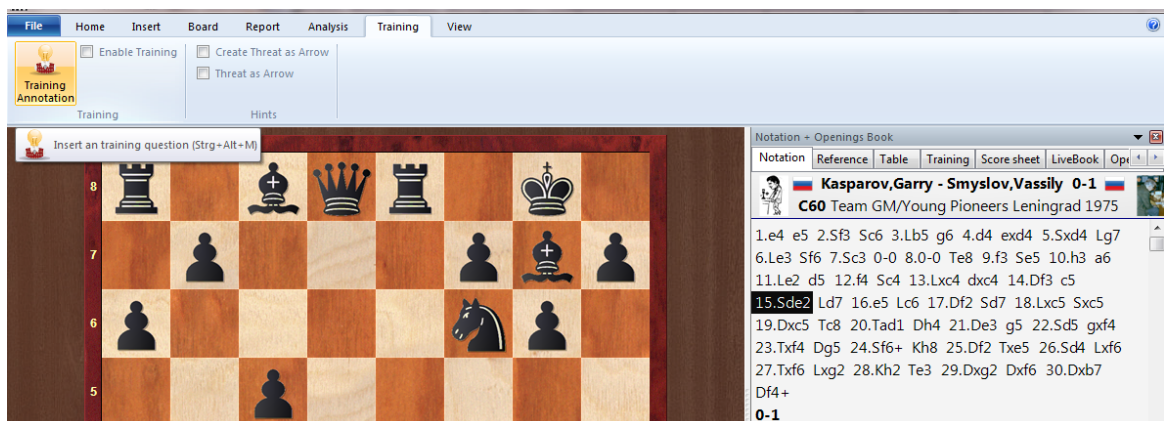 File Home Insert Board Report Analysis Training View
Enable Training Create Threat as Arrow
Training Annotation Threat as Arrow
Training Hints
Insert an training question (Strg+Alt+M)
8
7
6
5
Notation + Openings Book
Notation Reference Table Training Score sheet LiveBook Ope
Kasparov,Garry - Smyslov,Vassily 0-1
C60 Team GM/Young Pioneers Leningrad 1975
1.e4 e5 2.Sf3 Sc6 3.Lb5 g6 4.d4 exd4 5.Sxd4 Lg7
6.Le3 Sf6 7.Sc3 0-0 8.0-0 Te8 9.f3 Se5 10.h3 a6
11.Le2 d5 12.f4 Sc4 13.Lxc4 dxc4 14.Df3 c5
15.Sde2 Ld7 16.e5 Lc6 17.Df2 Sd7 18.Lxc5 Sxc5
19.Dxc5 Tc8 20.Tad1 Dh4 21.De3 g5 22.Sd5 gxf4
23.Txf4 Dg5 24.Sf6+ Kh8 25.Df2 Txe5 26.Sd4 Lxf6
27.Txf6 Lxg2 28.Kh2 Te3 29.Dxg2 Dxf6 30.Dxb7
Df4+
0-1